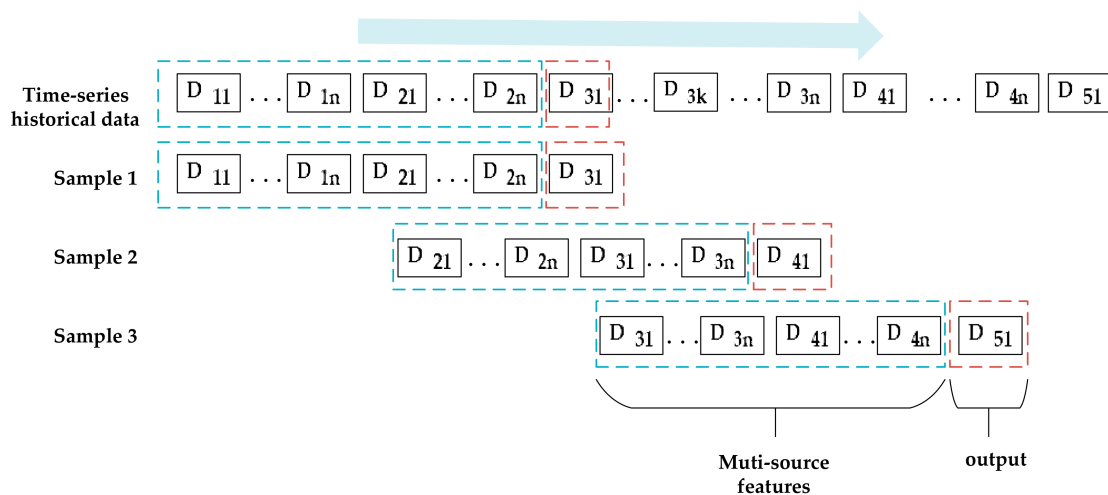 Time-series historical data
D 11 ... D 1n D 21 ... D 2n D 31 ... D 3k ... D 3n D 41 ... D 4n D 51
Sample 1
D 11 ... D 1n D 21 ... D 2n D 31
Sample 2
D 21 ... D 2n D 31 ... D 3n D 41
Sample 3
D 31 ... D 3n D 41 ... D 4n D 51
Muti-source
features
output